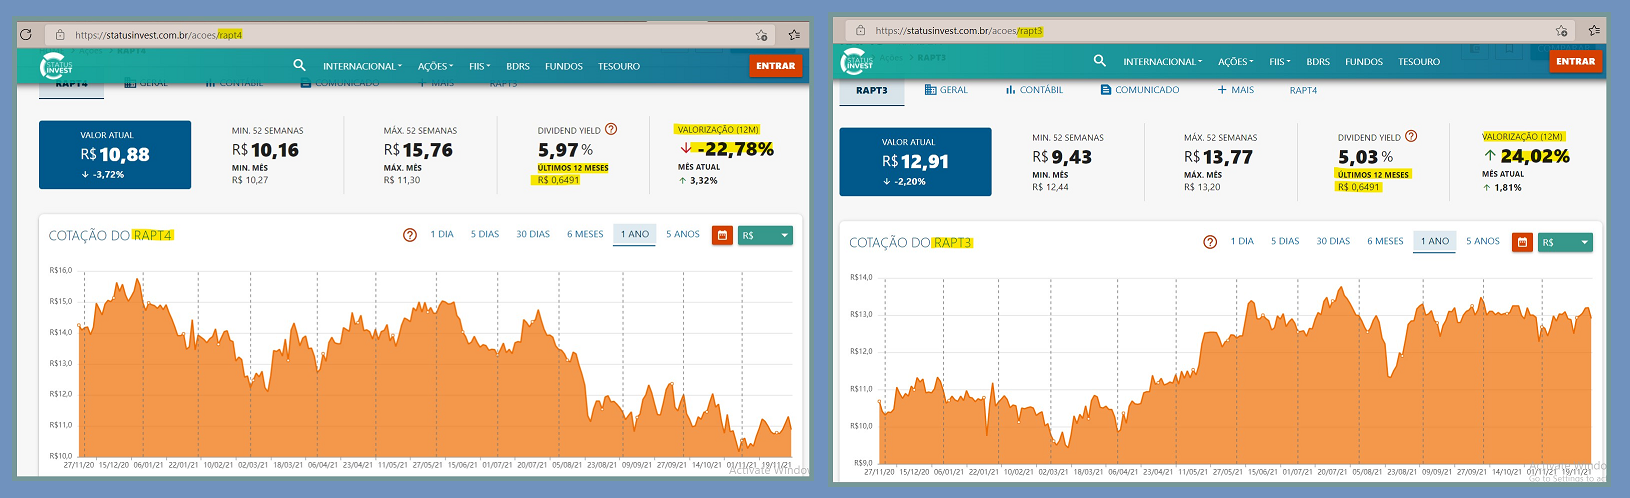 https://statusinvest.com.br/acoes/rapt4
Ações > RAPT4
STATUS INVEST
INTERNACIONAL AÇÕES FIIS BDRS FUNDOS TESOURO ENTRAR
RAPT4 GERAL CONTÁBIL COMUNICADO + MAIS RAPT3
VALOR ATUAL
R$ 10,88
-3,72%
MIN. 52 SEMANAS
R$ 10,16
MIN. MÊS
R$ 10,27
MÁX. 52 SEMANAS
R$ 15,76
MÁX. MÊS
R$ 11,30
DIVIDEND YIELD ?
5,97 %
ÚLTIMOS 12 MESES
R$ 0,6491
VALORIZAÇÃO (12M)
-22,78%
MÊS ATUAL
3,32%
COTAÇÃO DO RAPT4
? 1 DIA 5 DIAS 30 DIAS 6 MESES 1 ANO 5 ANOS R$
R$16,0
R$15,0
R$14,0
R$13,0
R$12,0
R$11,0
R$10,0
27/11/20 15/12/20 06/01/21 22/01/21 10/02/21 02/03/21 18/03/21 06/04/21 23/04/21 11/05/21 27/05/21 15/06/21 01/07/21 20/07/21 05/08/21 23/08/21 09/09/21 27/09/21 14/10/21 01/11/21 19/11/21
Activate Windo
https://statusinvest.com.br/acoes/rapt3
Ações > RAPT3
STATUS INVEST
INTERNACIONAL AÇÕES FIIS BDRS FUNDOS TESOURO ENTRAR
RAPT3 GERAL CONTÁBIL COMUNICADO + MAIS RAPT4
VALOR ATUAL
R$ 12,91
-2,20%
MIN. 52 SEMANAS
R$ 9,43
MIN. MÊS
R$ 12,44
MÁX. 52 SEMANAS
R$ 13,77
MÁX. MÊS
R$ 13,20
DIVIDEND YIELD ?
5,03 %
ÚLTIMOS 12 MESES
R$ 0,6491
VALORIZAÇÃO (12M)
24,02%
MÊS ATUAL
1,81%
COTAÇÃO DO RAPT3
? 1 DIA 5 DIAS 30 DIAS 6 MESES 1 ANO 5 ANOS R$
R$14,0
R$13,0
R$12,0
R$11,0
R$10,0
R$9,0
27/11/20 15/12/20 06/01/21 22/01/21 10/02/21 02/03/21 18/03/21 06/04/21 23/04/21 11/05/21 27/05/21 15/06/21 01/07/21 20/07/21 05/08/21 23/08/21 09/09/21 27/09/21 14/10/21 01/11/21 19/11/21
Activate Windo
Go to Settings to ac